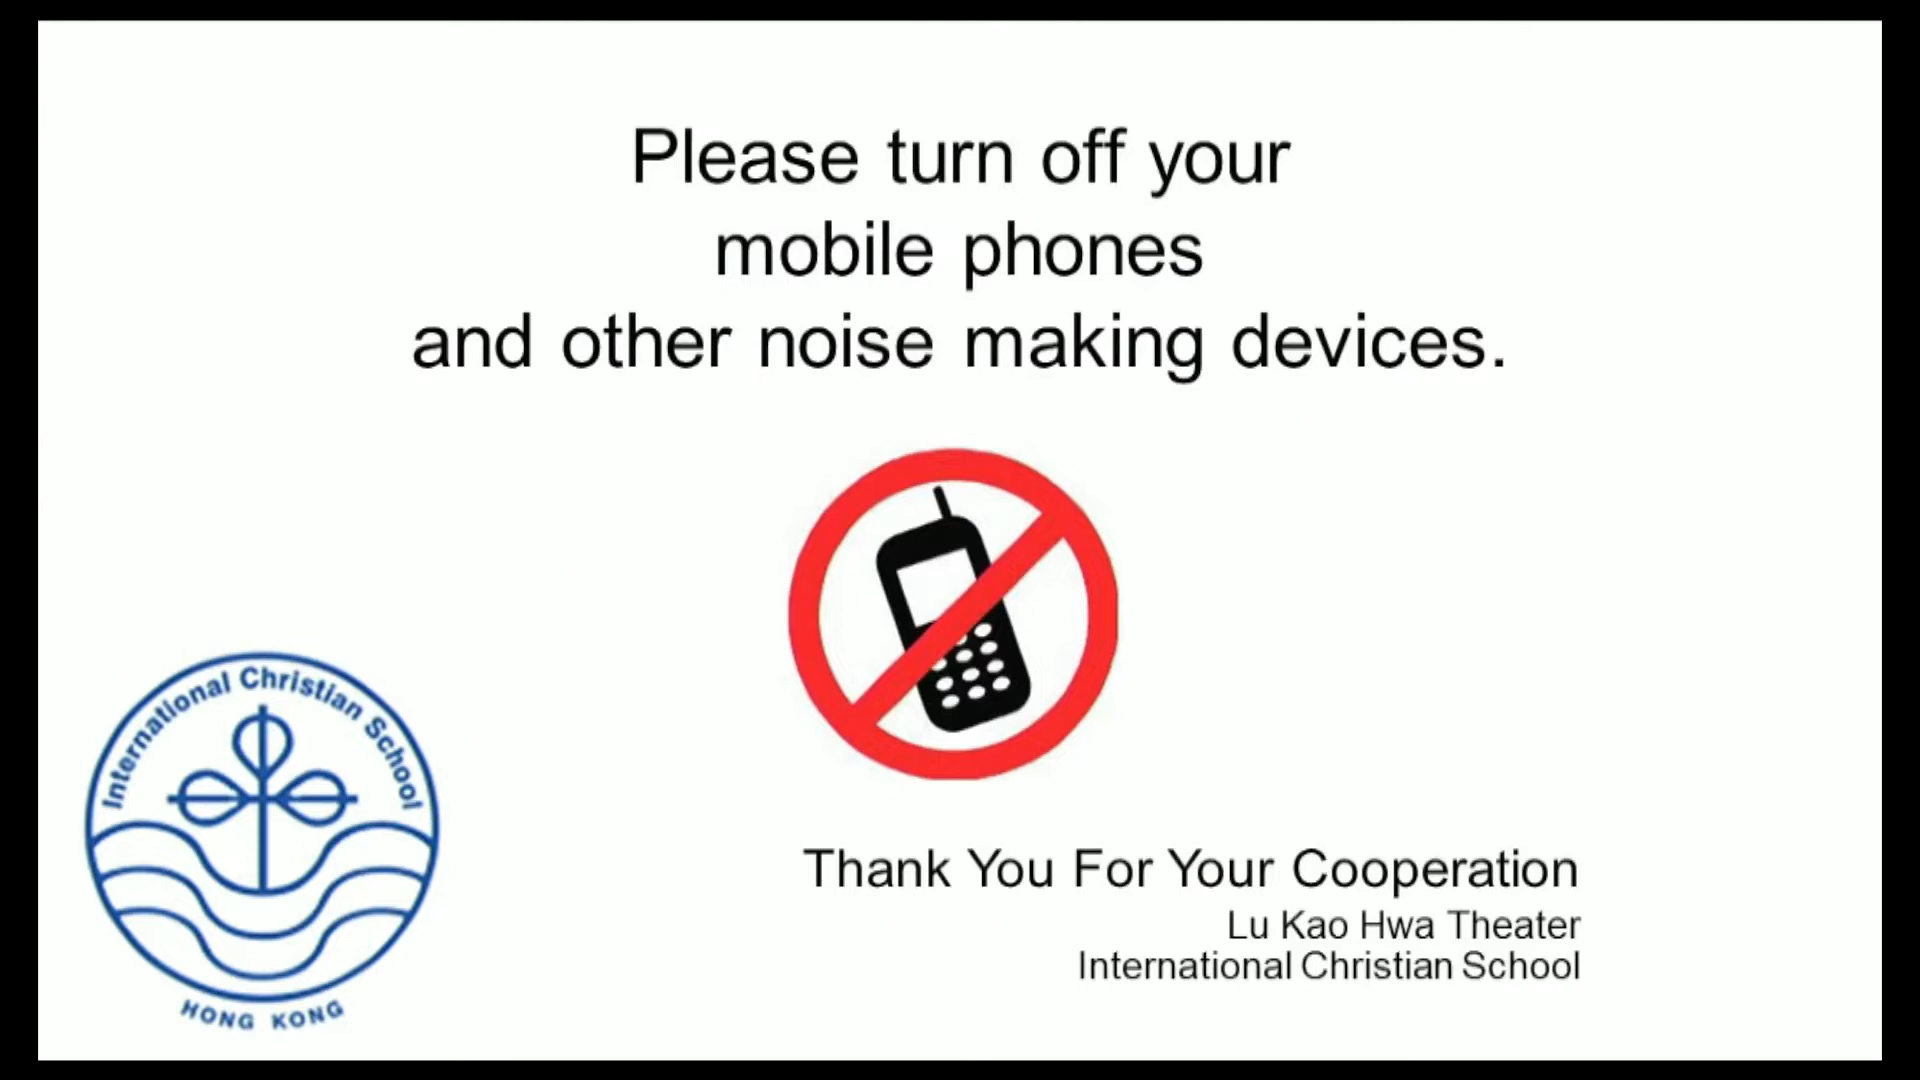 Please turn off your
mobile phones
and other noise making devices.
International Christian School
HONG KONG
Thank You For Your Cooperation
Lu Kao Hwa Theater
International Christian School